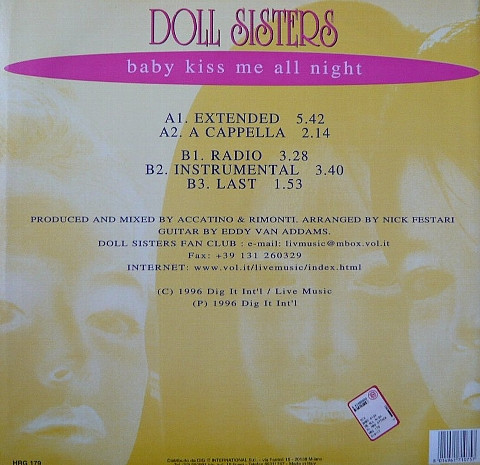 DOLL SISTERS
baby kiss me all night
A1. EXTENDED 5.42
A2. A CAPPELLA 2.14
B1. RADIO 3.28
B2. INSTRUMENTAL 3.40
B3. LAST 1.53
PRODUCED AND MIXED BY ACCATINO & RIMONTI. ARRANGED BY NICK FESTARI
GUITAR BY EDDY VAN ADDAMS.
DOLL SISTERS FAN CLUB : e-mail: livmusic@mbox.vol.it
Fax: +39 131 260329
INTERNET: www.vol.it/livemusic/index.html
(C) 1996 Dig It Int'l / Live Music
(P) 1996 Dig It Int'l
HRG 179